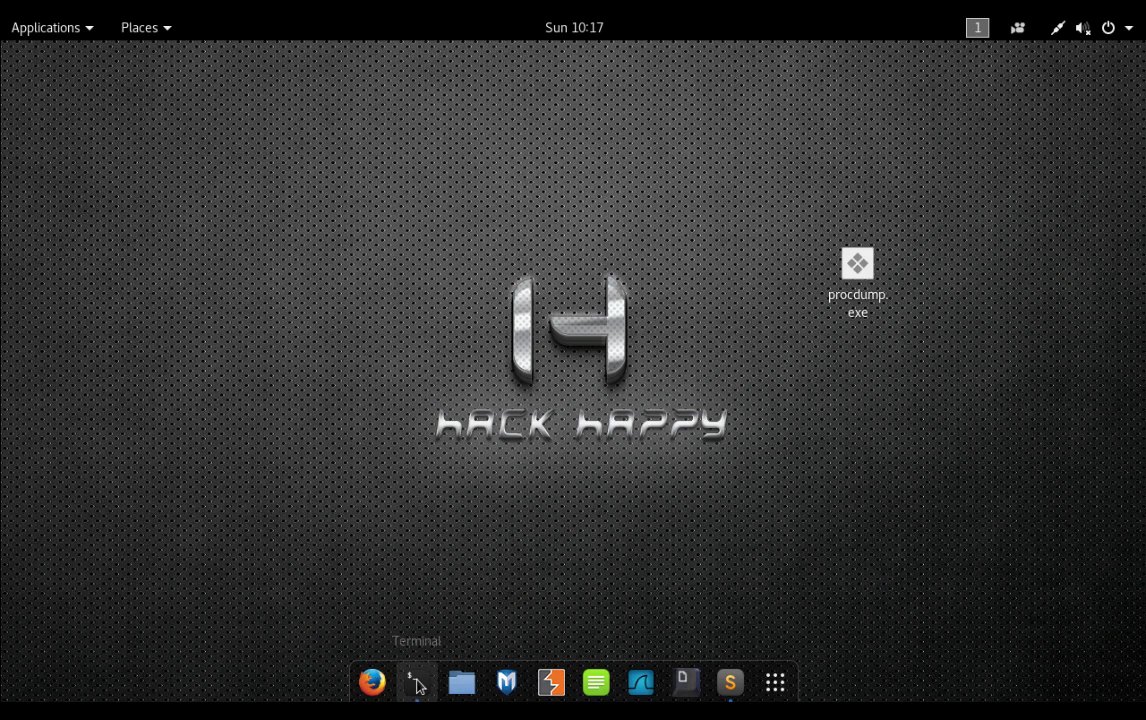 Applications Places Sun 10:17 1
procdump.
exe
HACK HAPPY
Terminal
$ M D S